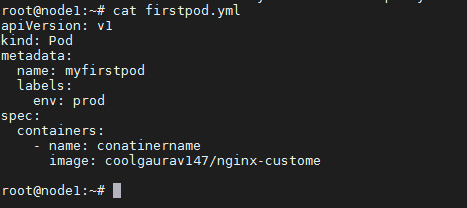 root@node1:~# cat firstpod.yml
apiVersion: v1
kind: Pod
metadata:
  name: myfirstpod
  labels:
    env: prod
spec:
  containers:
    - name: conatinername
      image: coolgaurav147/nginx-custome
root@node1:~#